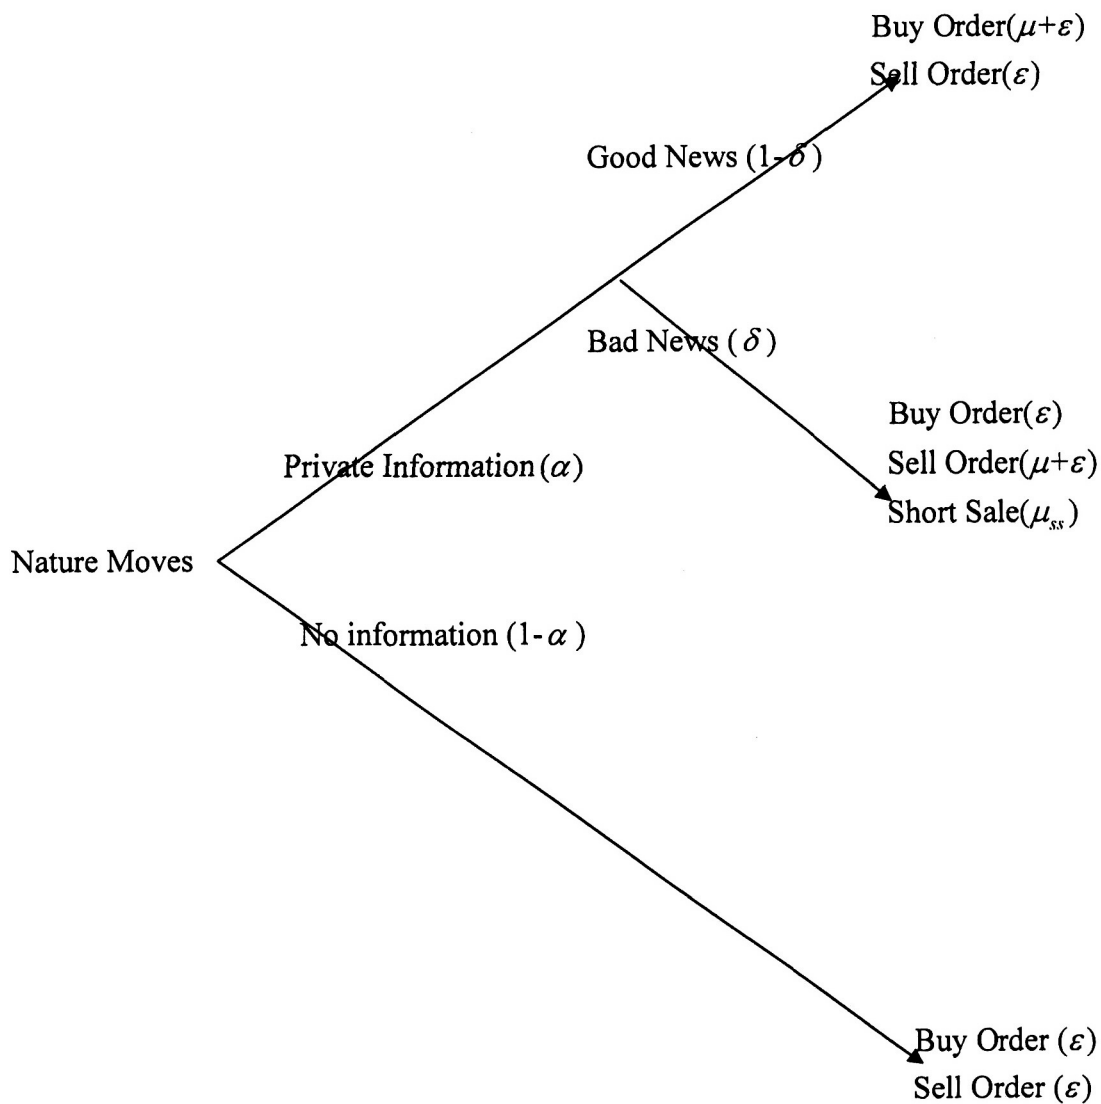 Buy Order(μ+ε)
Sell Order(ε)
Good News (1-δ)
Bad News (δ)
Buy Order(ε)
Sell Order(μ+ε)
Short Sale(μₛₛ)
Private Information (α)
Nature Moves
No information (1-α)
Buy Order (ε)
Sell Order (ε)